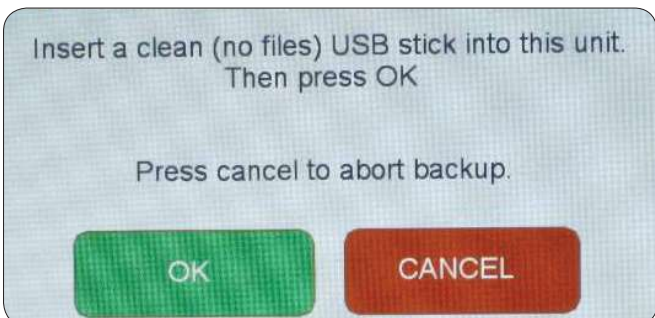 Insert a clean (no files) USB stick into this unit.
Then press OK
Press cancel to abort backup.
OK
CANCEL